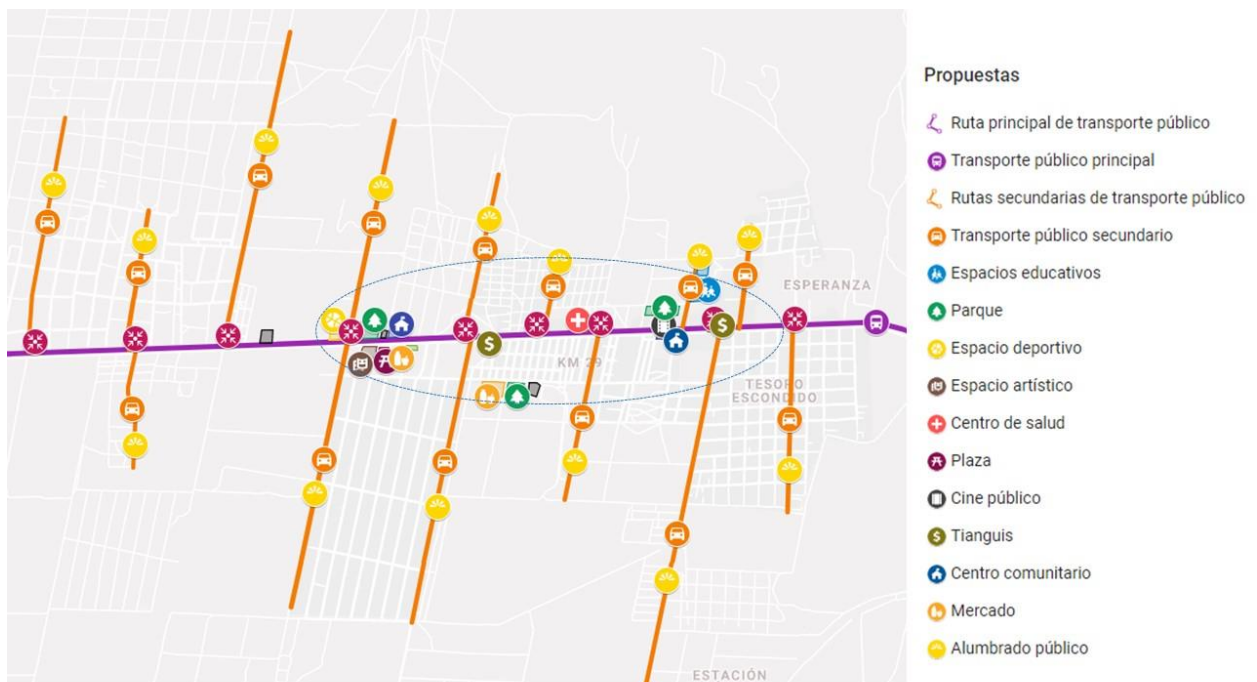 Propuestas
Ruta principal de transporte público
Transporte público principal
Rutas secundarias de transporte público
Transporte público secundario
Espacios educativos
Parque
Espacio deportivo
Espacio artístico
Centro de salud
Plaza
Cine público
Tianguis
Centro comunitario
Mercado
Alumbrado público
ESPERANZA
KM 39
TESORO
ESCONDIDO
ESTACIÓN
$
$